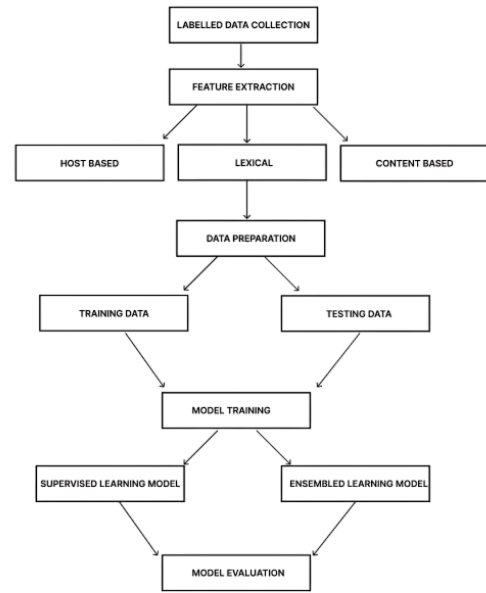 LABELLED DATA COLLECTION
FEATURE EXTRACTION
HOST BASED
LEXICAL
CONTENT BASED
DATA PREPARATION
TRAINING DATA
TESTING DATA
MODEL TRAINING
SUPERVISED LEARNING MODEL
ENSEMBLED LEARNING MODEL
MODEL EVALUATION